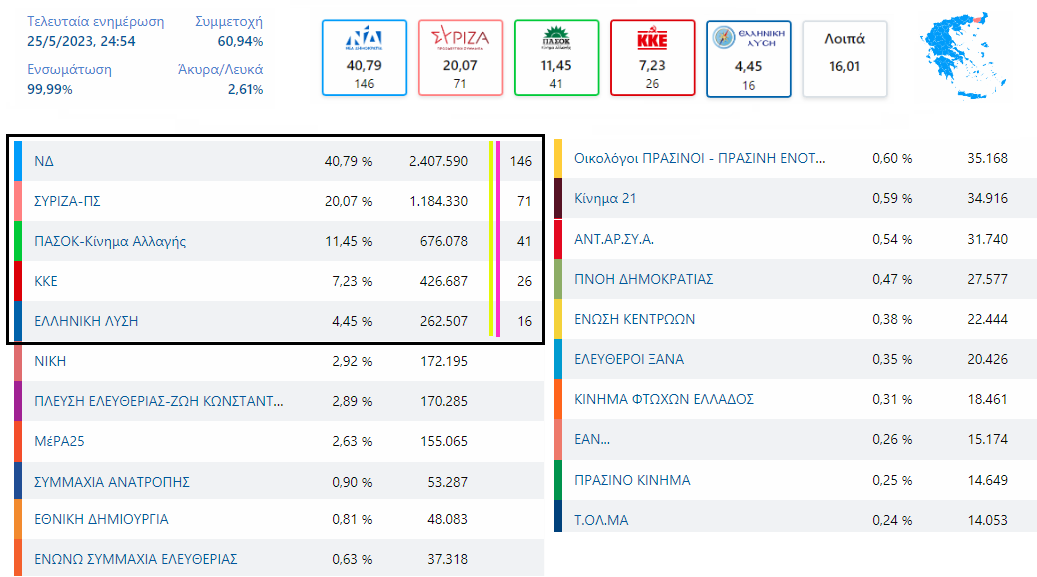 Τελευταία ενημέρωση
Συμμετοχή
25/5/2023, 24:54
60,94%
Ενσωμάτωση
Άκυρα/Λευκά
99,99%
2,61%
ΝΔ
ΝΕΑ ΔΗΜΟΚΡΑΤΙΑ
40,79
146
ΣΥΡΙΖΑ
ΠΡΟΟΔΕΥΤΙΚΗ ΣΥΜΜΑΧΙΑ
20,07
71
ΠΑΣΟΚ
Κίνημα Αλλαγής
11,45
41
ΚΚΕ
7,23
26
ΕΛΛΗΝΙΚΗ
ΛΥΣΗ
4,45
16
Λοιπά
16,01
ΝΔ 40,79 % 2.407.590 146
ΣΥΡΙΖΑ-ΠΣ 20,07 % 1.184.330 71
ΠΑΣΟΚ-Κίνημα Αλλαγής 11,45 % 676.078 41
ΚΚΕ 7,23 % 426.687 26
ΕΛΛΗΝΙΚΗ ΛΥΣΗ 4,45 % 262.507 16
ΝΙΚΗ 2,92 % 172.195
ΠΛΕΥΣΗ ΕΛΕΥΘΕΡΙΑΣ-ΖΩΗ ΚΩΝΣΤΑΝΤ... 2,89 % 170.285
ΜέΡΑ25 2,63 % 155.065
ΣΥΜΜΑΧΙΑ ΑΝΑΤΡΟΠΗΣ 0,90 % 53.287
ΕΘΝΙΚΗ ΔΗΜΙΟΥΡΓΙΑ 0,81 % 48.083
ΕΝΩΝΩ ΣΥΜΜΑΧΙΑ ΕΛΕΥΘΕΡΙΑΣ 0,63 % 37.318
Οικολόγοι ΠΡΑΣΙΝΟΙ - ΠΡΑΣΙΝΗ ΕΝΟΤ... 0,60 % 35.168
Κίνημα 21 0,59 % 34.916
ΑΝΤ.ΑΡ.ΣΥ.Α. 0,54 % 31.740
ΠΝΟΗ ΔΗΜΟΚΡΑΤΙΑΣ 0,47 % 27.577
ΕΝΩΣΗ ΚΕΝΤΡΩΩΝ 0,38 % 22.444
ΕΛΕΥΘΕΡΟΙ ΞΑΝΑ 0,35 % 20.426
ΚΙΝΗΜΑ ΦΤΩΧΩΝ ΕΛΛΑΔΟΣ 0,31 % 18.461
ΕΑΝ... 0,26 % 15.174
ΠΡΑΣΙΝΟ ΚΙΝΗΜΑ 0,25 % 14.649
Τ.ΟΛ.ΜΑ 0,24 % 14.053